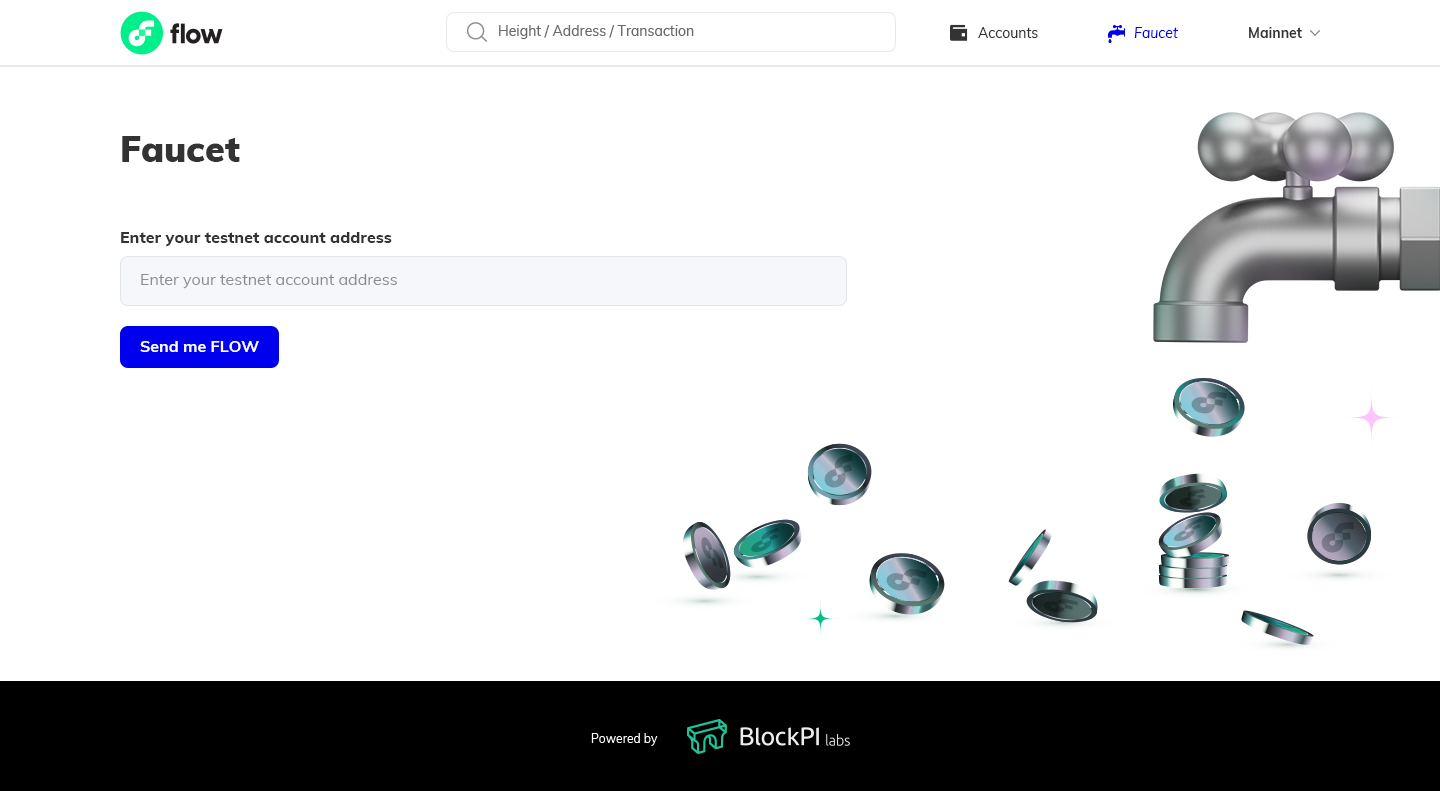 flow
Height / Address / Transaction
Accounts
Faucet
Mainnet
Faucet
Enter your testnet account address
Enter your testnet account address
Send me FLOW
Powered by
BlockPI labs